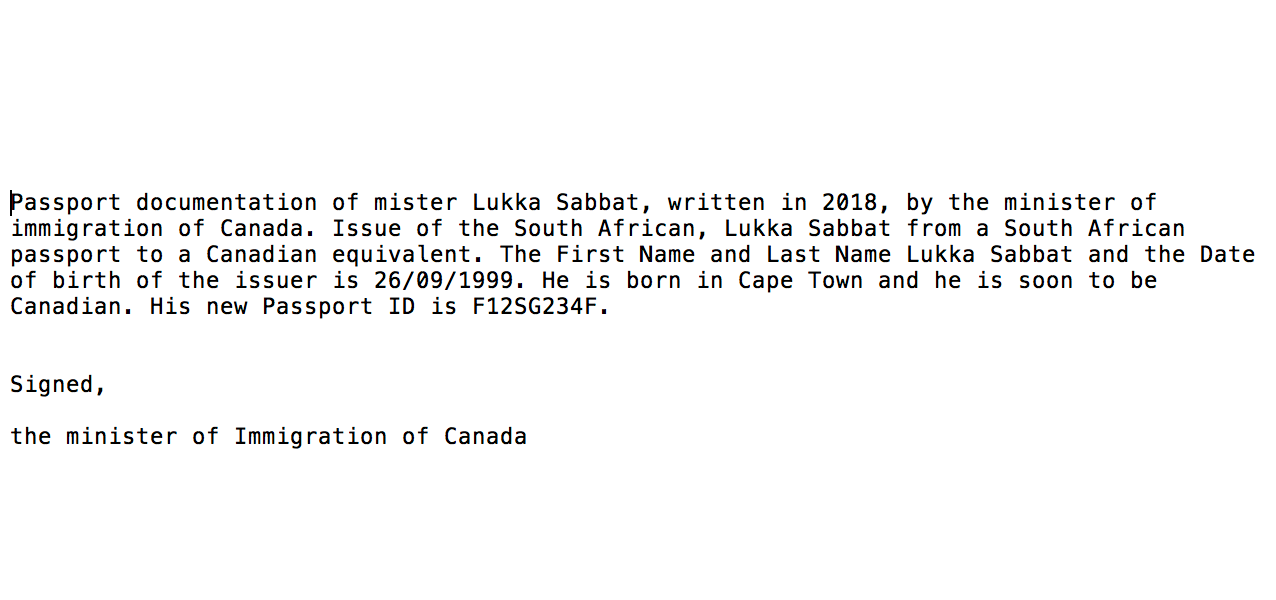 Passport documentation of mister Lukka Sabbat, written in 2018, by the minister of
immigration of Canada. Issue of the South African, Lukka Sabbat from a South African
passport to a Canadian equivalent. The First Name and Last Name Lukka Sabbat and the Date
of birth of the issuer is 26/09/1999. He is born in Cape Town and he is soon to be
Canadian. His new Passport ID is F12SG234F.
Signed,
the minister of Immigration of Canada